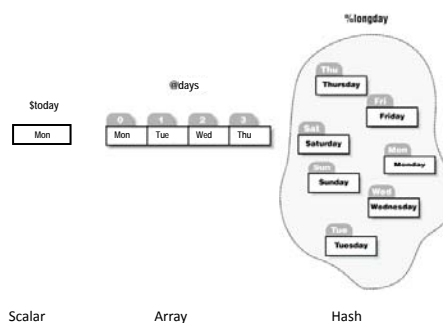 %longday
@days
$today
0 1 2 3
Mon
Mon Tue Wed Thu
Thu
Thursday
Fri
Friday
Sat
Saturday
Mon
Monday
Sun
Sunday
Wed
Wednesday
Tue
Tuesday
Scalar Array Hash